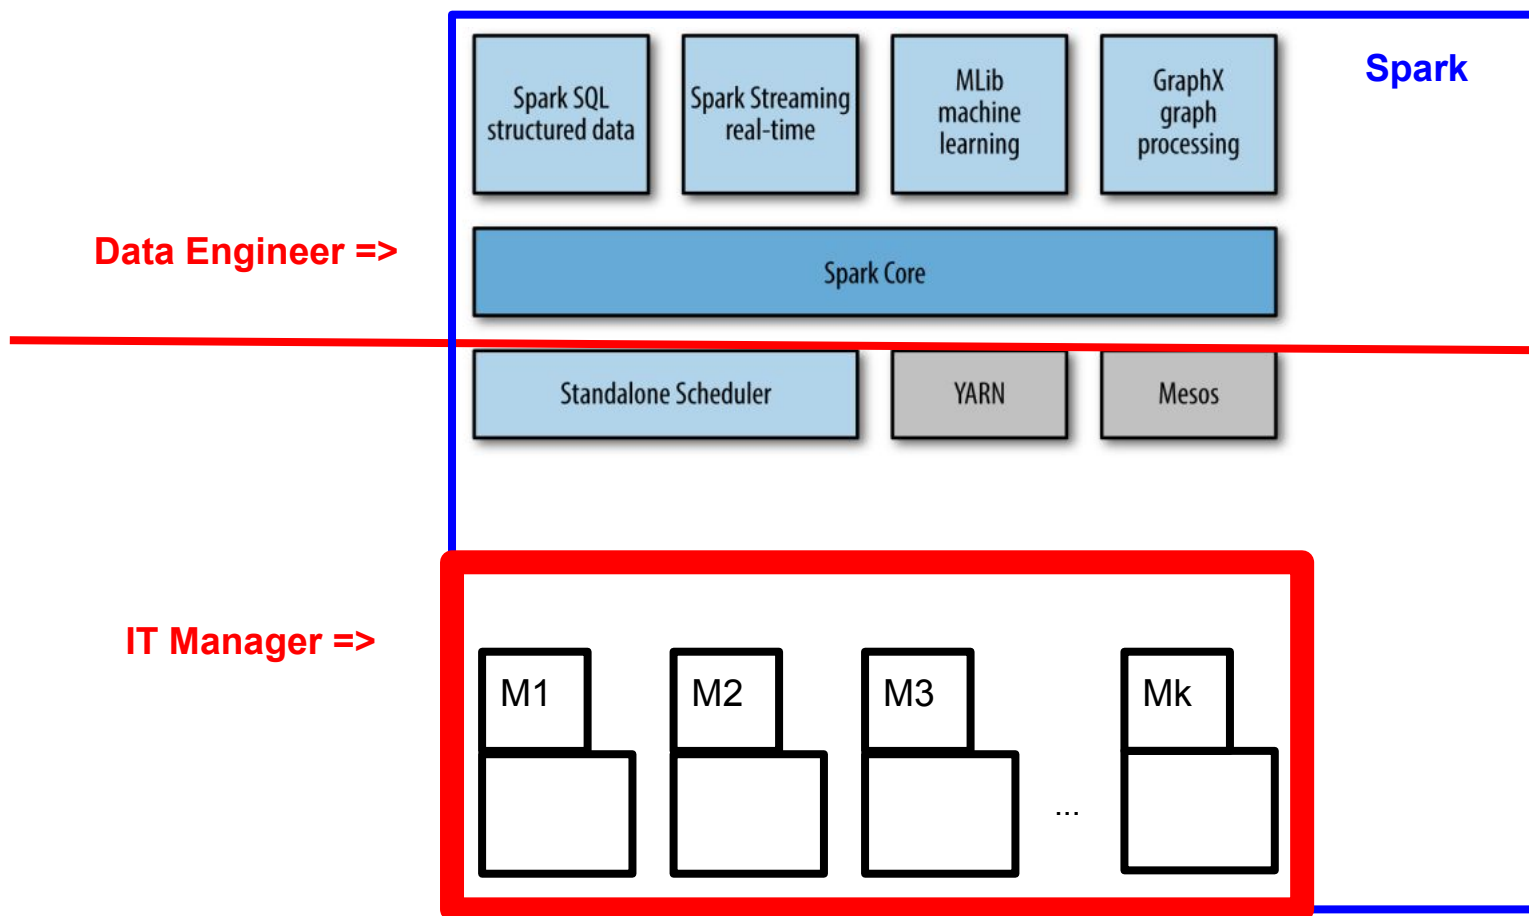 Spark
Spark SQL
structured data
Spark Streaming
real-time
MLib
machine
learning
GraphX
graph
processing
Data Engineer =>
Spark Core
Standalone Scheduler
YARN
Mesos
IT Manager =>
M1
M2
M3
...
Mk